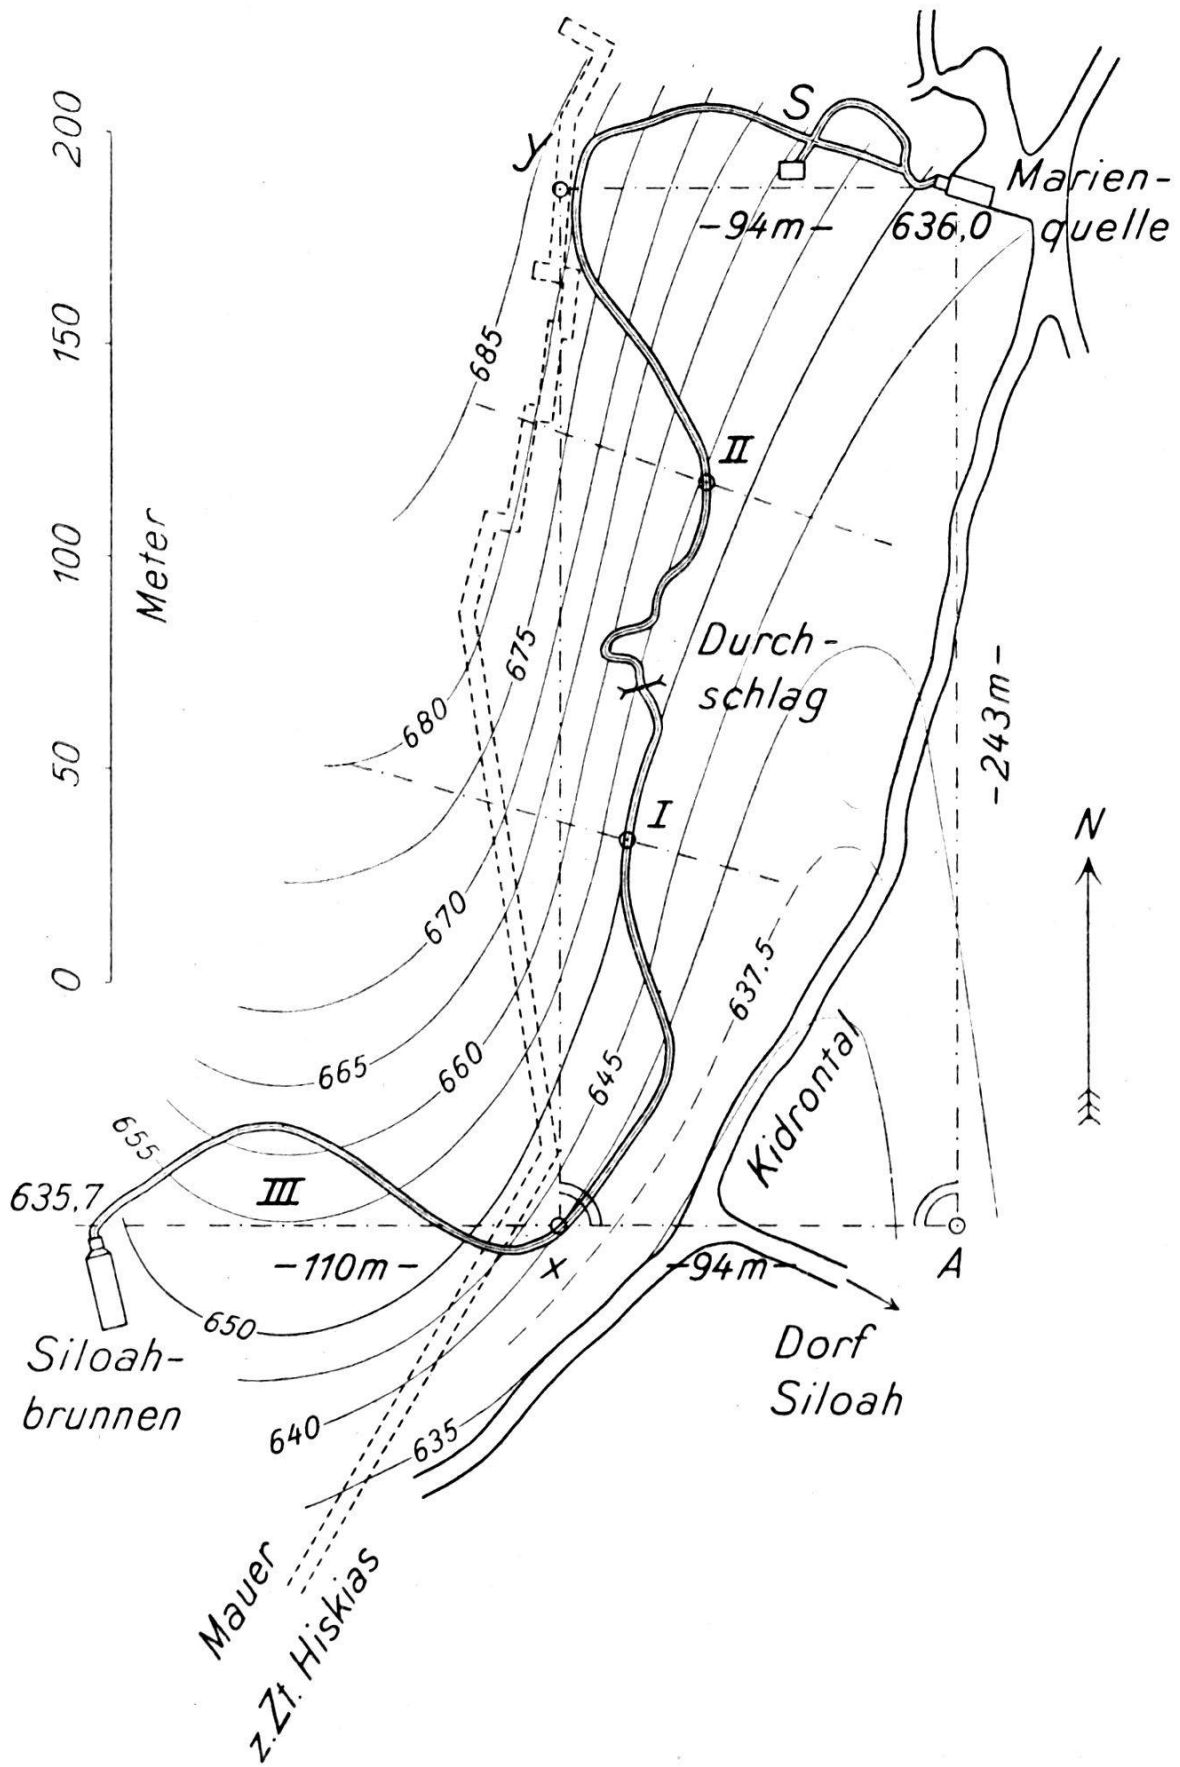 200
150
100
50
0
Meter
S
y
Marien-
quelle
-94m-
636,0
685
II
Durch-
schlag
675
680
-243m-
I
N
670
637.5
665
660
645
655
Kidrontal
635.7
III
-110m-
x
-94m-
A
650
Siloah-
brunnen
Dorf
Siloah
640
635
Mauer
z.Zt. Hiskias